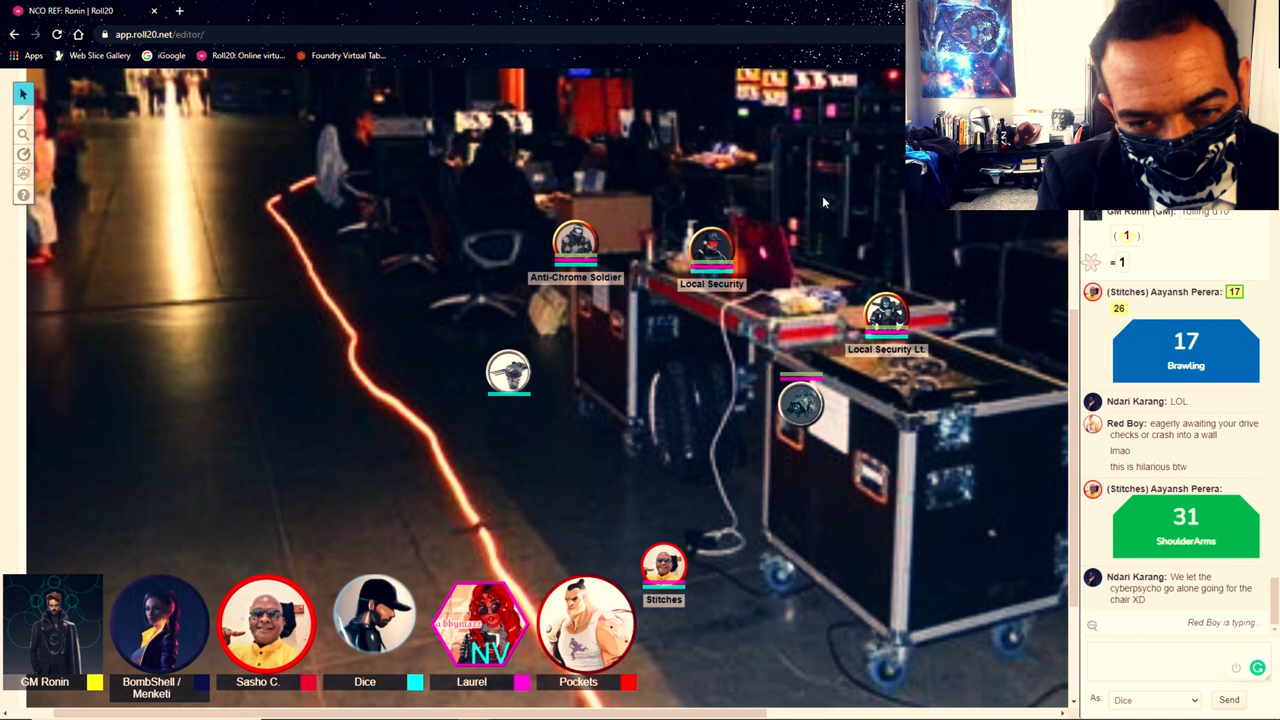 NCO REF: Ronin | Roll20
app.roll20.net/editor/
Apps
Web Slice Gallery
iGoogle
Roll20: Online virtu...
Foundry Virtual Tab...
GM Ronin (GM): rolling d10
( 1 )
= 1
(Stitches) Aayansh Perera: 17
26
17
Brawling
Ndari Karang: LOL
Red Boy: eagerly awaiting your drive
checks or crash into a wall
lmao
this is hilarious btw
(Stitches) Aayansh Perera:
31
ShoulderArms
Ndari Karang: We let the
cyberpsycho go alone going for the
chair XD
Red Boy is typing...
As: Dice
Send
Anti-Chrome Soldier
Local Security
Local Security Lt.
Stitches
NV
GM Ronin
BombShell /
Menketi
Sasho C.
Dice
Laurel
Pockets